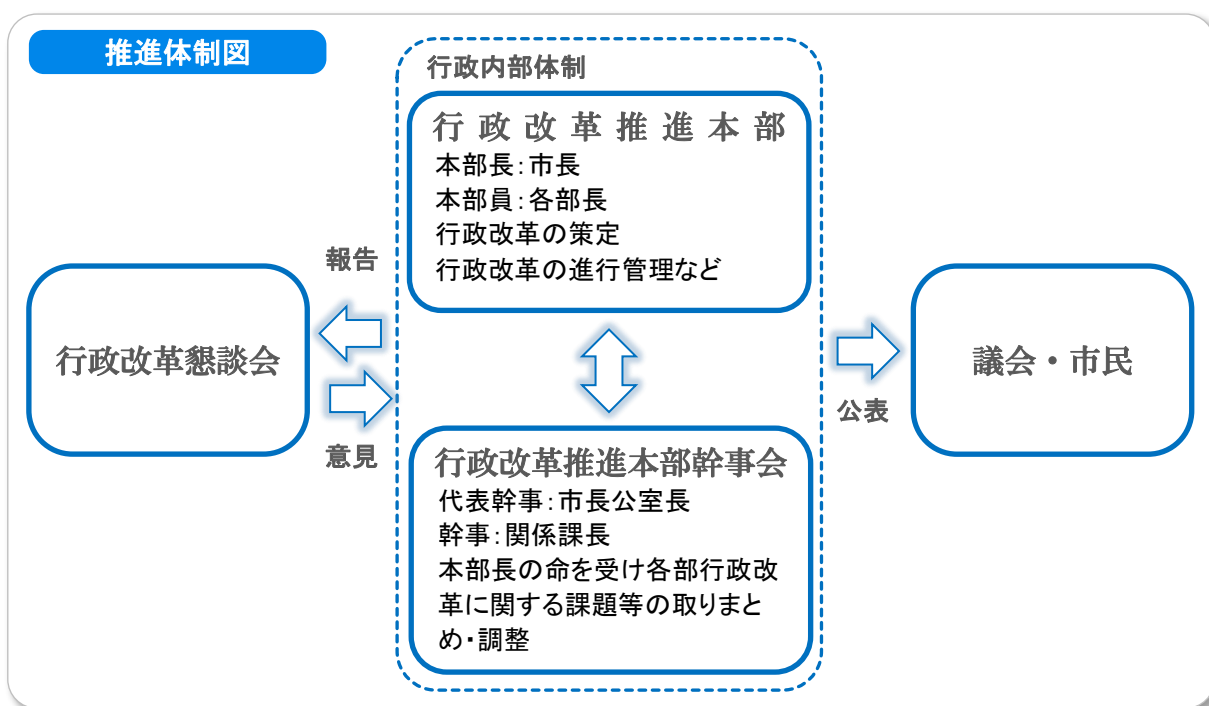 推進体制図
行政内部体制
行政改革推進本部
本部長：市長
本部員：各部長
行政改革の策定
行政改革の進行管理など
報告
行政改革懇談会
意見
議会・市民
公表
行政改革推進本部幹事会
代表幹事：市長公室長
幹事：関係課長
本部長の命を受け各部行政改
革に関する課題等の取りまと
め・調整